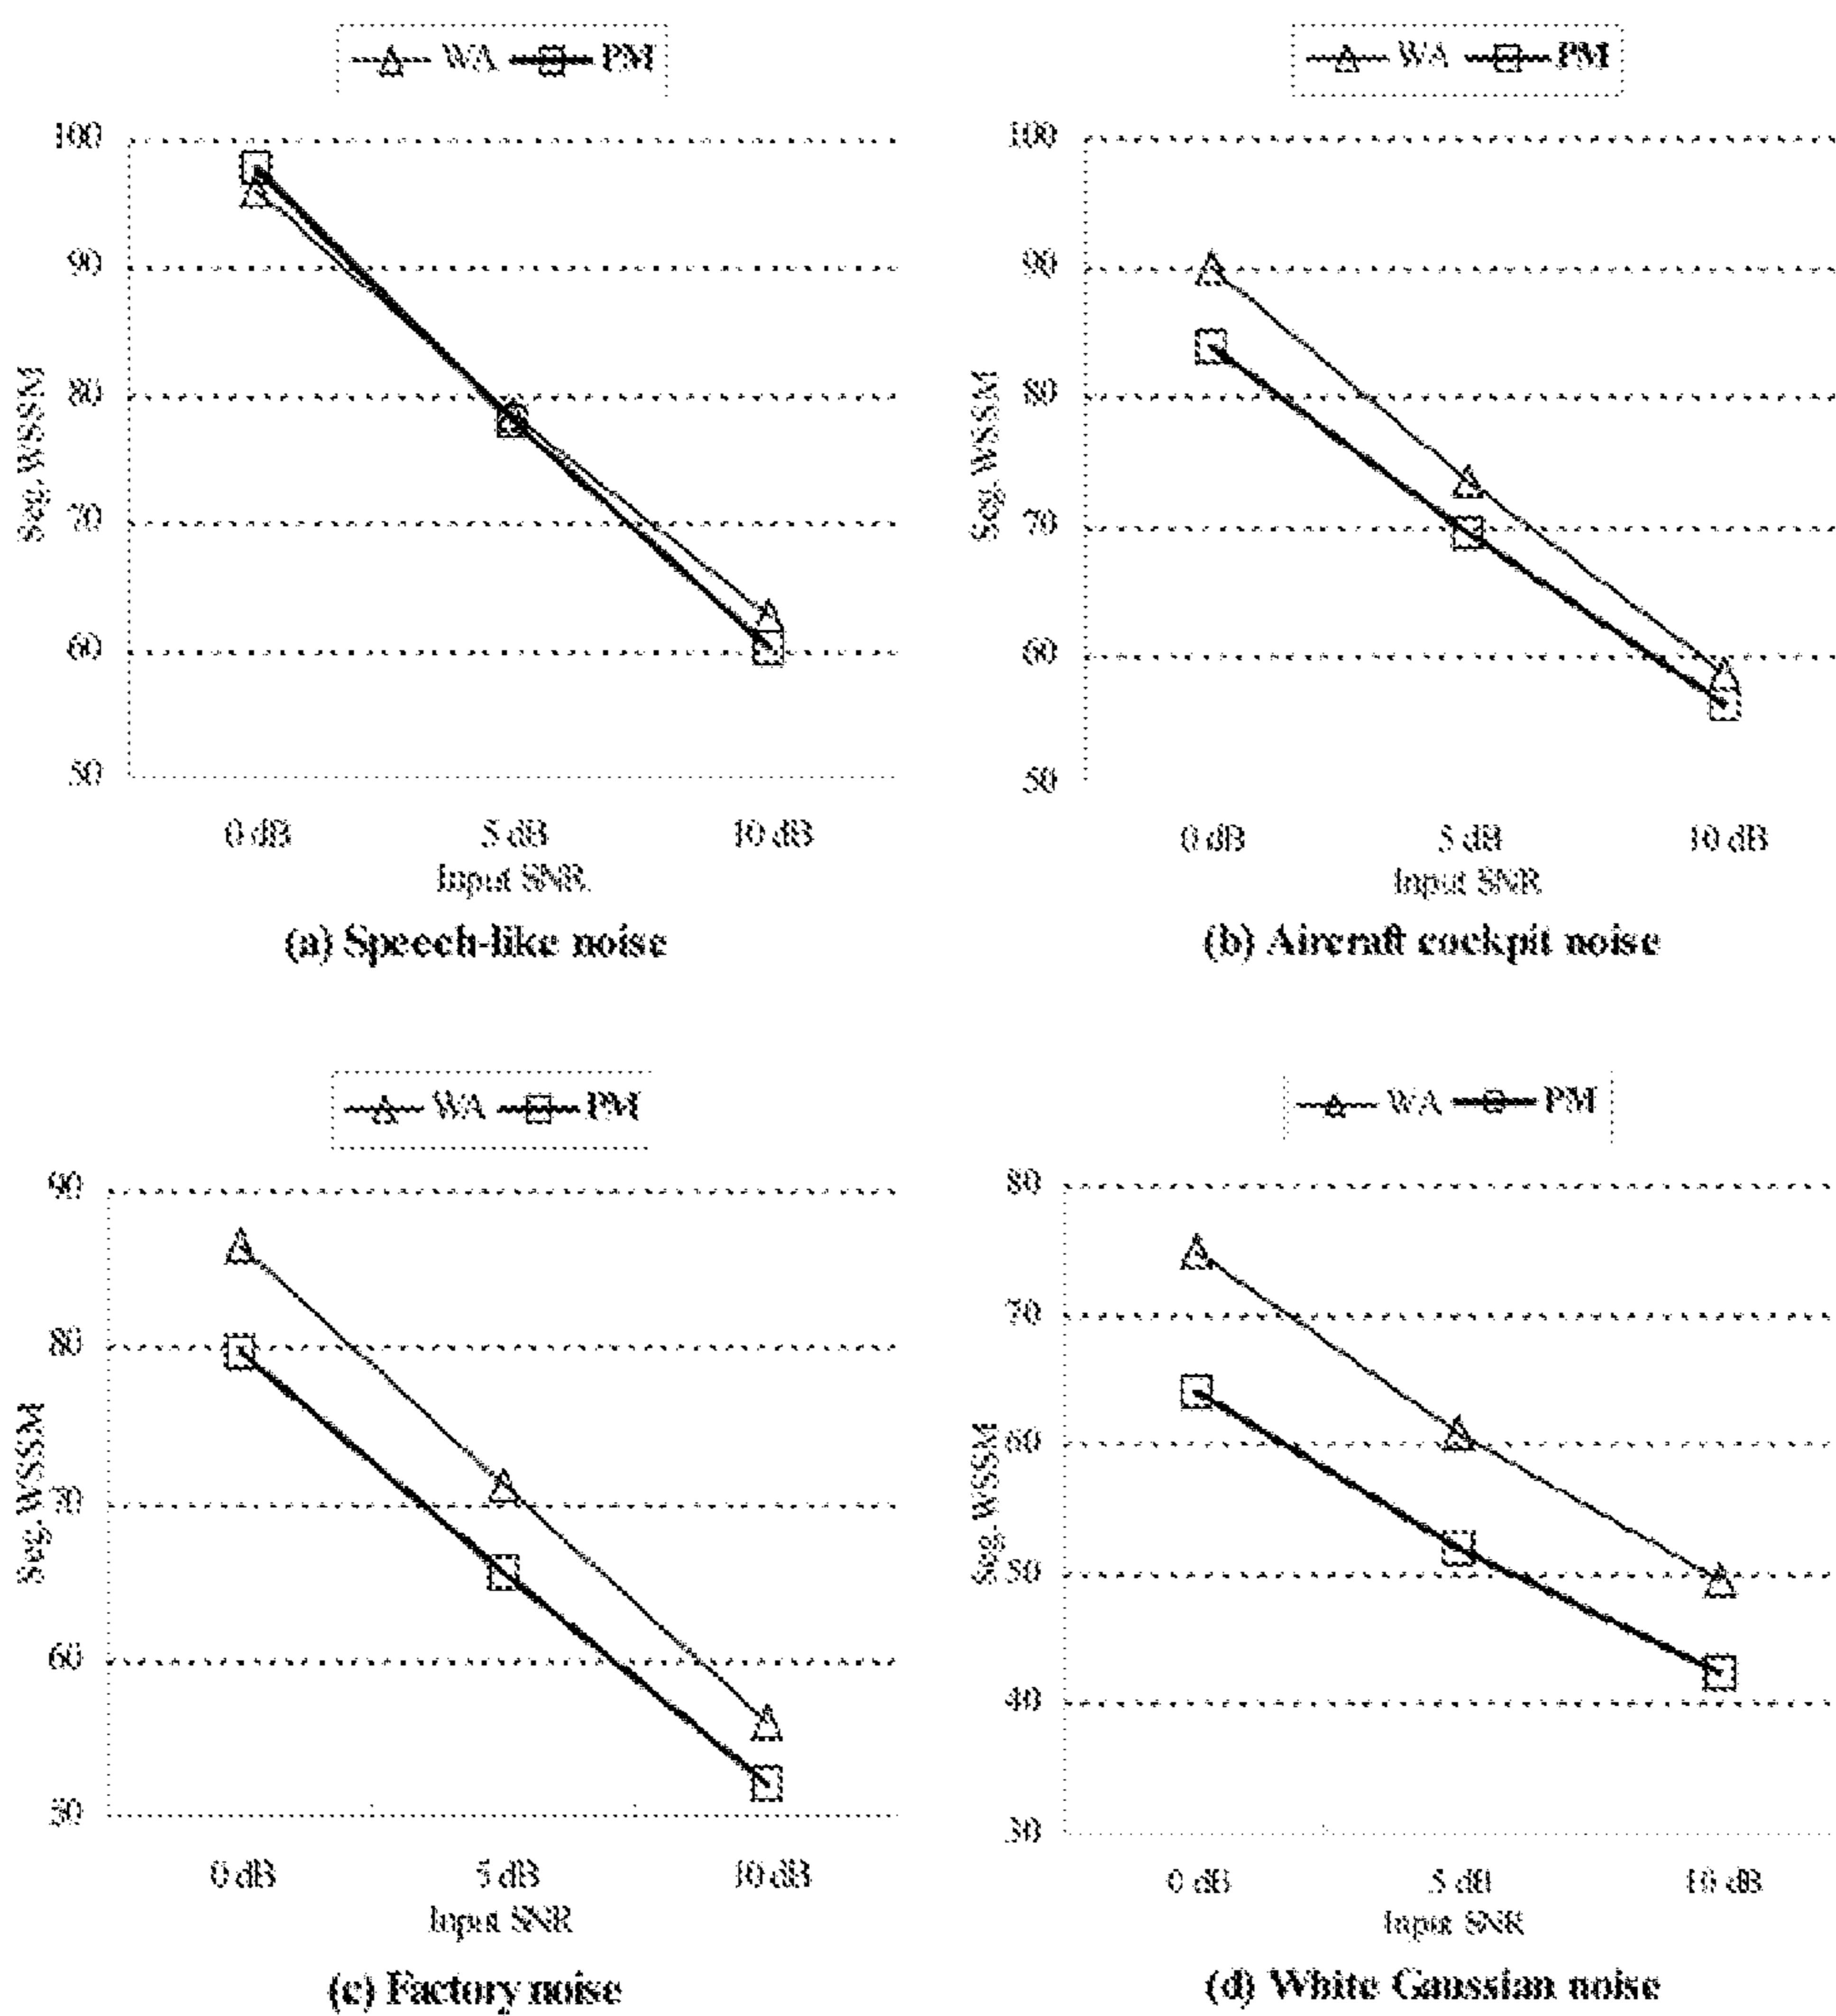 WA PM
100
90
80
70
60
50
Seg. WSSM
0 dB 5 dB 10 dB
Input SNR
(a) Speech-like noise
WA PM
100
90
80
70
60
50
Seg. WSSM
0 dB 5 dB 10 dB
Input SNR
(b) Aircraft cockpit noise
WA PM
90
80
70
60
50
Seg. WSSM
0 dB 5 dB 10 dB
Input SNR
(c) Factory noise
WA PM
80
70
60
50
40
30
Seg. WSSM
0 dB 5 dB 10 dB
Input SNR
(d) White Gaussian noise